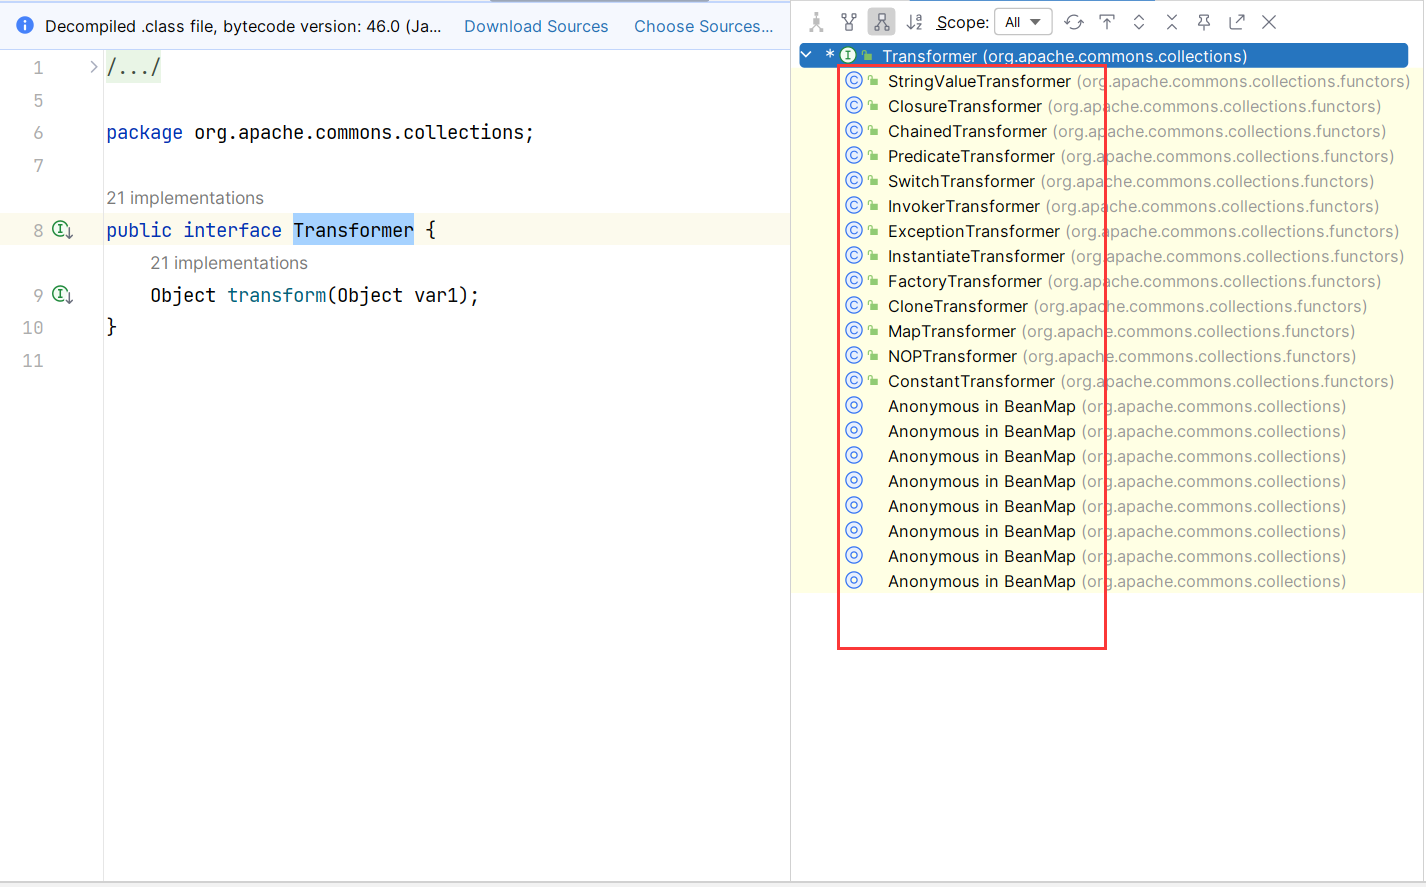 Decompiled .class file, bytecode version: 46.0 (Ja... Download Sources Choose Sources...
1 /.../
5
6 package org.apache.commons.collections;
7
21 implementations
8 public interface Transformer {
21 implementations
9 Object transform(Object var1);
10 }
11
Scope: All
* Transformer (org.apache.commons.collections)
StringValueTransformer (org.apache.commons.collections.functors)
ClosureTransformer (org.apache.commons.collections.functors)
ChainedTransformer (org.apache.commons.collections.functors)
PredicateTransformer (org.apache.commons.collections.functors)
SwitchTransformer (org.apache.commons.collections.functors)
InvokerTransformer (org.apache.commons.collections.functors)
ExceptionTransformer (org.apache.commons.collections.functors)
InstantiateTransformer (org.apache.commons.collections.functors)
FactoryTransformer (org.apache.commons.collections.functors)
CloneTransformer (org.apache.commons.collections.functors)
MapTransformer (org.apache.commons.collections.functors)
NOPTransformer (org.apache.commons.collections.functors)
ConstantTransformer (org.apache.commons.collections.functors)
Anonymous in BeanMap (org.apache.commons.collections)
Anonymous in BeanMap (org.apache.commons.collections)
Anonymous in BeanMap (org.apache.commons.collections)
Anonymous in BeanMap (org.apache.commons.collections)
Anonymous in BeanMap (org.apache.commons.collections)
Anonymous in BeanMap (org.apache.commons.collections)
Anonymous in BeanMap (org.apache.commons.collections)
Anonymous in BeanMap (org.apache.commons.collections)